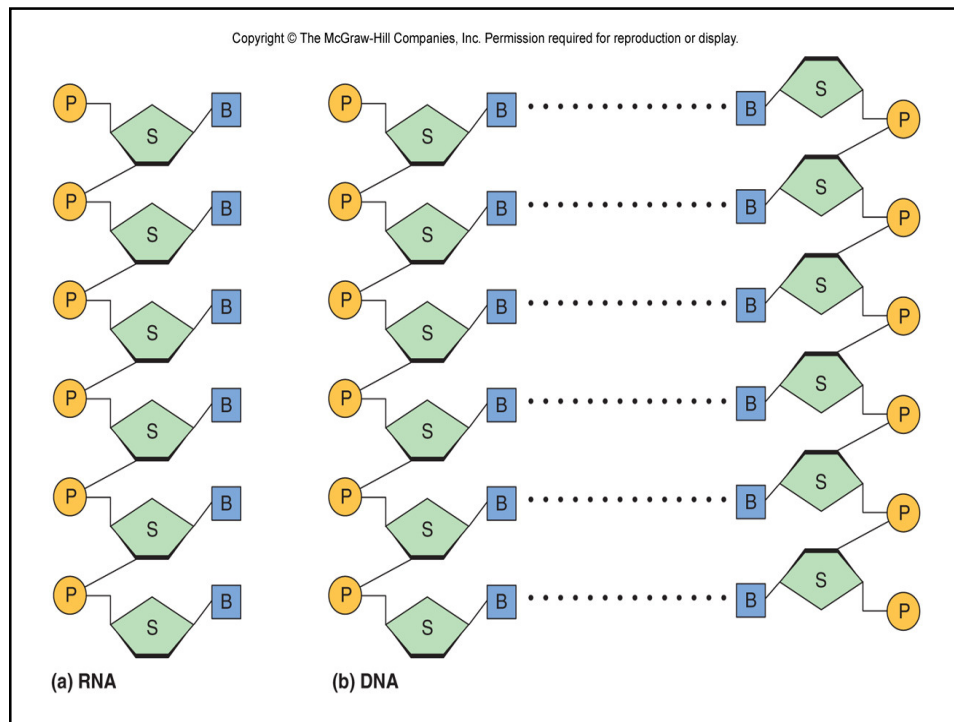 Copyright © The McGraw-Hill Companies, Inc. Permission required for reproduction or display.
P S B P S B B S P
P S B P S B B S P
P S B P S B B S P
P S B P S B B S P
P S B P S B B S P
P S B P S B B S P
(a) RNA
(b) DNA